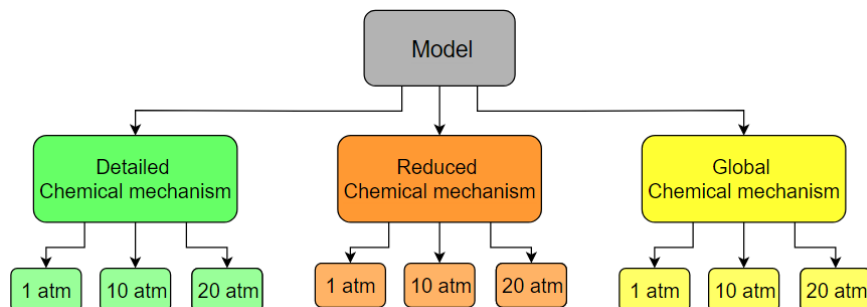 Model
Detailed
Chemical mechanism
Reduced
Chemical mechanism
Global
Chemical mechanism
1 atm
10 atm
20 atm
1 atm
10 atm
20 atm
1 atm
10 atm
20 atm